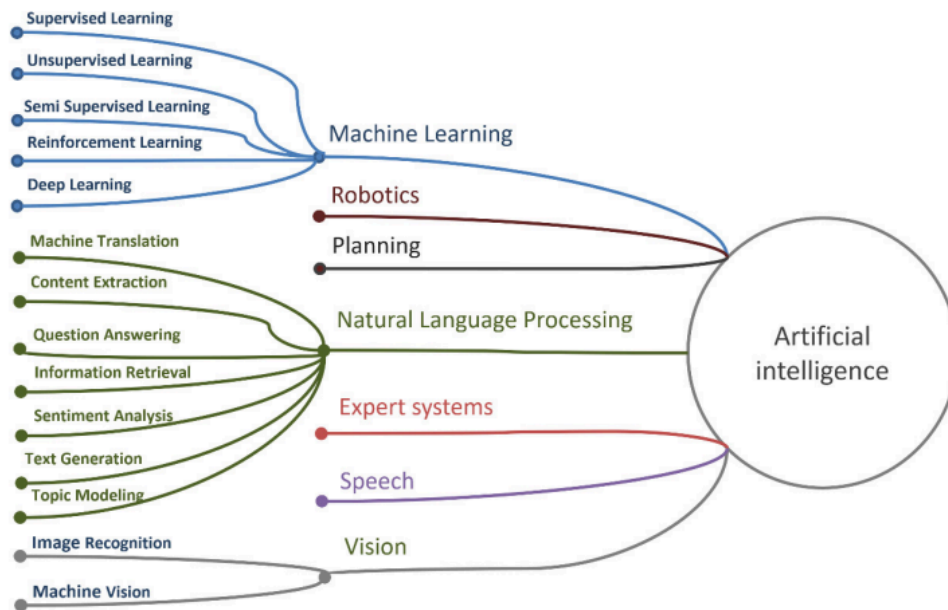 Supervised Learning
Unsupervised Learning
Semi Supervised Learning
Reinforcement Learning
Deep Learning
Machine Learning
Robotics
Planning
Machine Translation
Content Extraction
Question Answering
Information Retrieval
Sentiment Analysis
Text Generation
Topic Modeling
Natural Language Processing
Expert systems
Speech
Image Recognition
Machine Vision
Vision
Artificial
intelligence